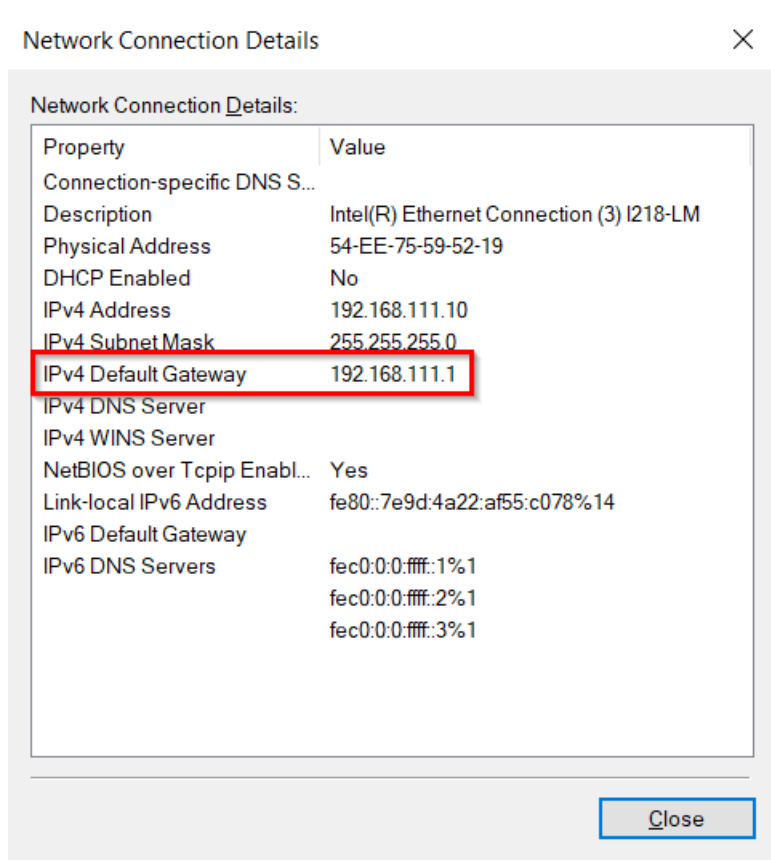 Network Connection Details
Network Connection Details:
Property Value
Connection-specific DNS S...
Description Intel(R) Ethernet Connection (3) I218-LM
Physical Address 54-EE-75-59-52-19
DHCP Enabled No
IPv4 Address 192.168.111.10
IPv4 Subnet Mask 255.255.255.0
IPv4 Default Gateway 192.168.111.1
IPv4 DNS Server
IPv4 WINS Server
NetBIOS over Tcpip Enabl... Yes
Link-local IPv6 Address fe80::7e9d:4a22:af55:c078%14
IPv6 Default Gateway
IPv6 DNS Servers fec0:0:0:ffff::1%1
fec0:0:0:ffff::2%1
fec0:0:0:ffff::3%1
Close